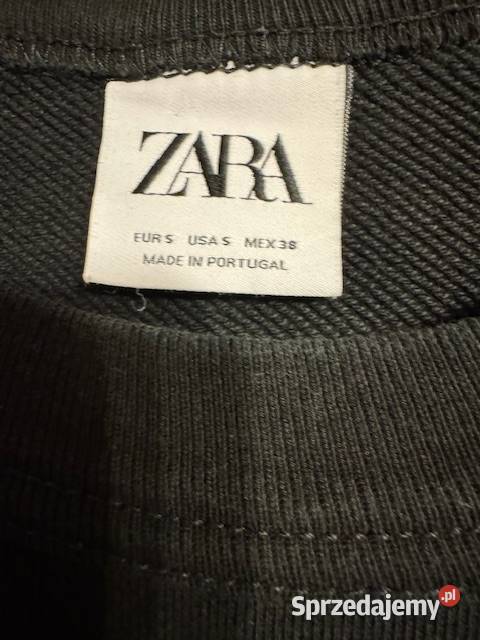 ZARA
EUR S USA S MEX 38
MADE IN PORTUGAL
Sprzedajemy.pl